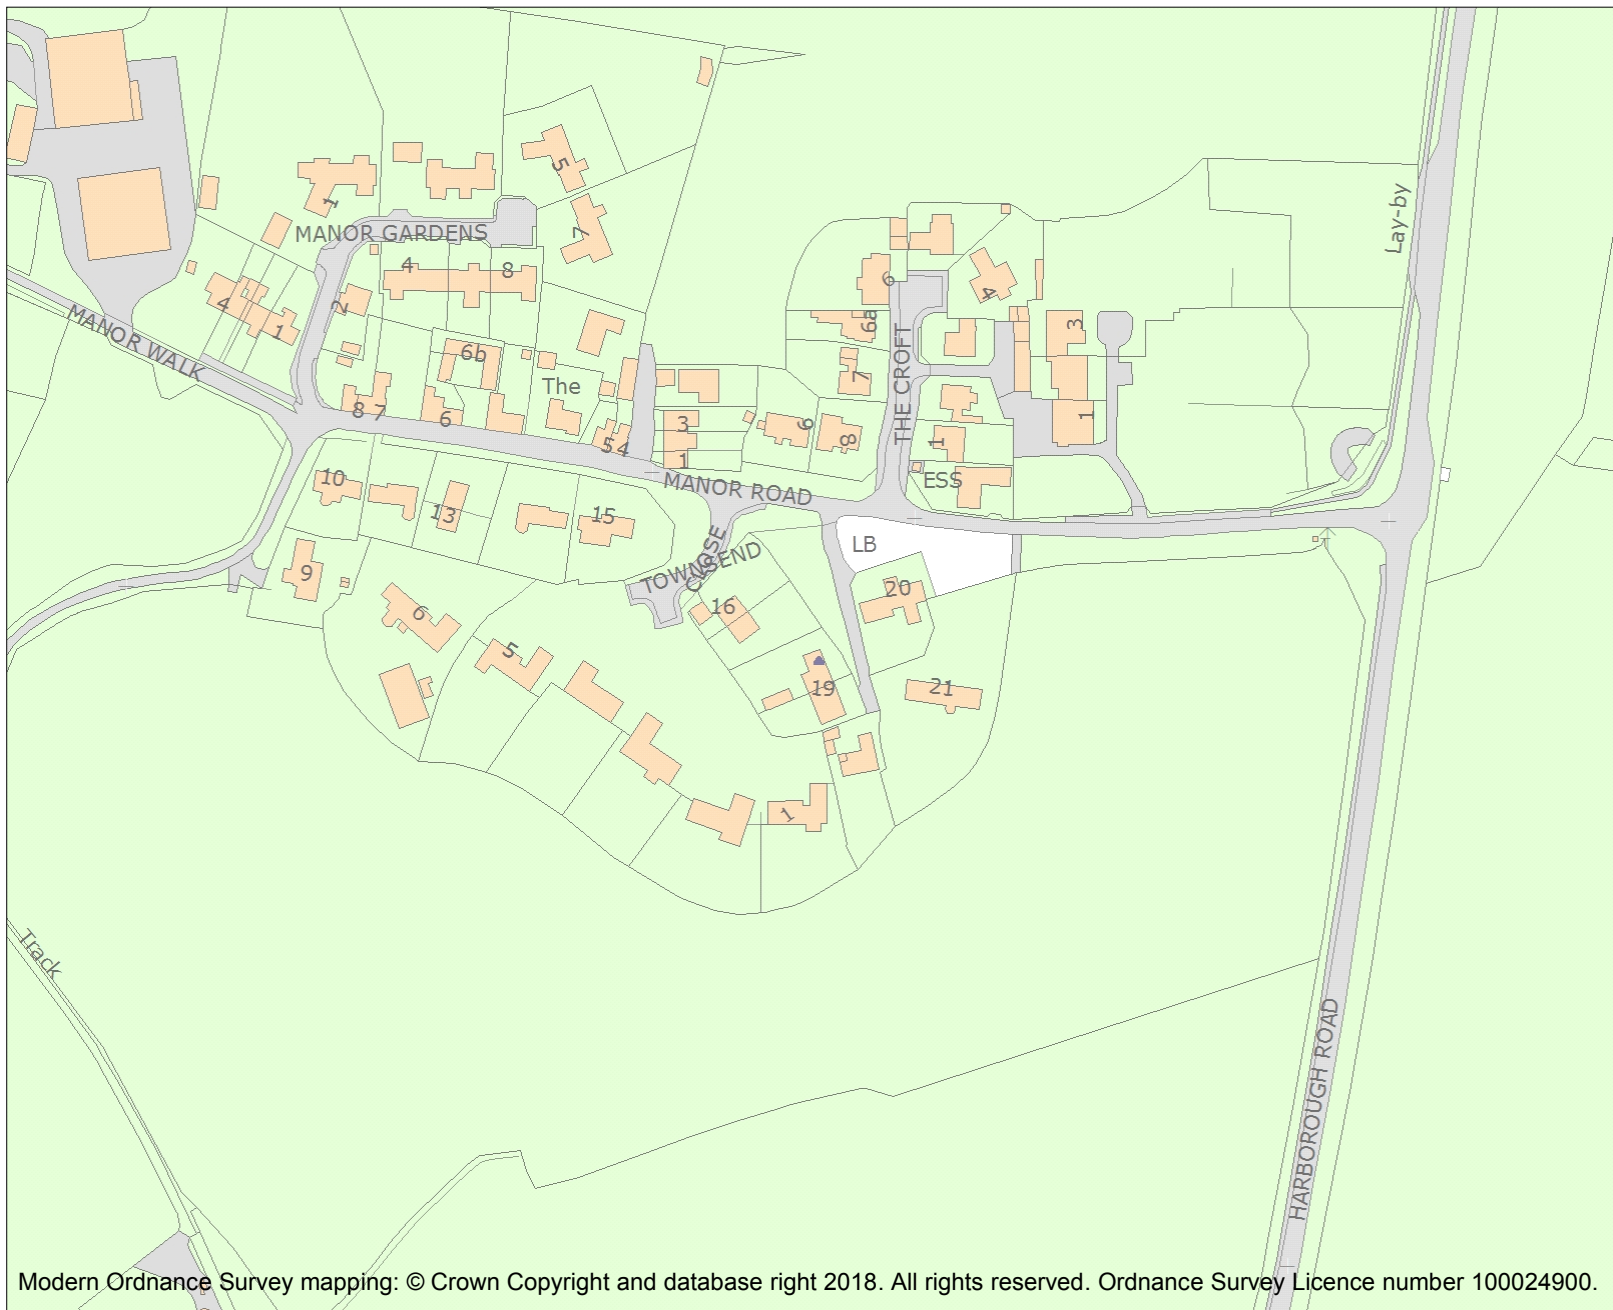 Lay-by
5
1
MANOR GARDENS
7
4
8
6
4
2
4
1
6a
3
MANOR WALK
THE CROFT
6b
The
7
8 7
6
3
5 4
1
6
8
1
1
10
ESS
MANOR ROAD
13
15
LB
TOWNSEND
CLOSE
9
20
16
6
5
19
21
1
Track
HARBOROUGH ROAD
Modern Ordnance Survey mapping: © Crown Copyright and database right 2018. All rights reserved. Ordnance Survey Licence number 100024900.